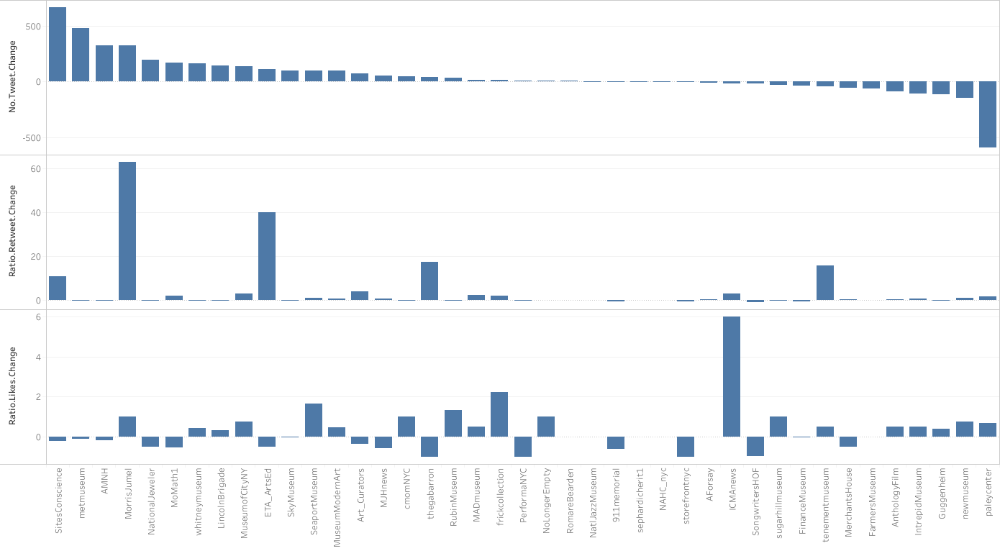 No.Tweet.Change
500
0
-500
Ratio.Retweet.Change
60
40
20
0
Ratio.Likes.Change
6
4
2
0
SitesConscience
metmuseum
AMNH
MorrisJumel
NationalJeweler
MoMath1
whitneymuseum
LincolnBrigade
MuseumofCityNY
ETA_ArtsEd
SkyMuseum
SeaportMuseum
MuseumModernArt
Art_Curators
MJHnews
cmomNYC
thegabarron
RubinMuseum
MADmuseum
frickcollection
PerformaNYC
NoLongerEmpty
RomareBearden
NatlJazzMuseum
911memorial
sephardicherit1
NAHC_nyc
storefrontnyc
AForsay
ICMAnews
SongwritersHOF
sugarhillmuseum
FinanceMuseum
tenementmuseum
MerchantsHouse
FarmersMuseum
AnthologyFilm
IntrepidMuseum
Guggenheim
newmuseum
paleycenter